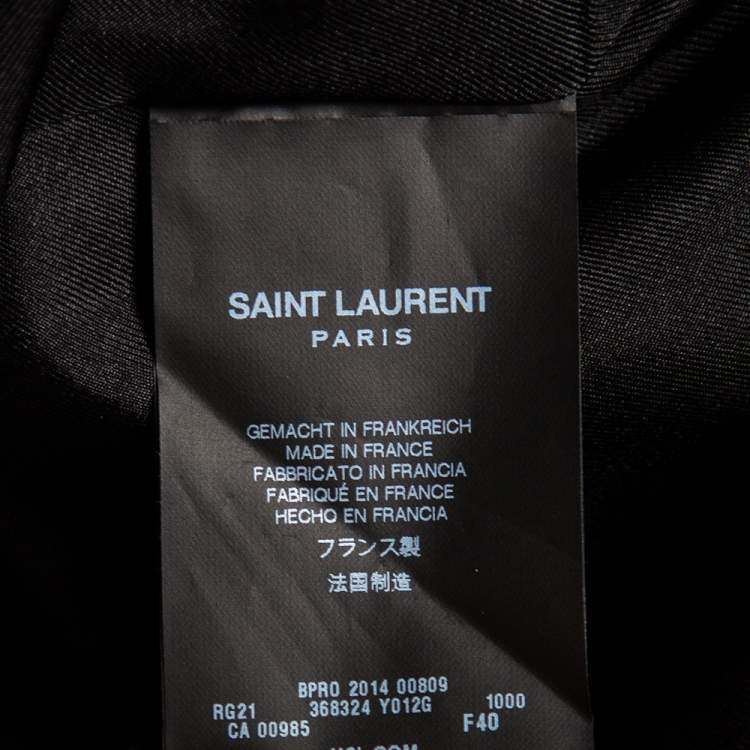 SAINT LAURENT
PARIS
GEMACHT IN FRANKREICH
MADE IN FRANCE
FABBRICATO IN FRANCIA
FABRIQUÉ EN FRANCE
HECHO EN FRANCIA
フランス製
法国制造
BPRO 2014 00809
RG21 368324 Y012G 1000
CA 00985 F40